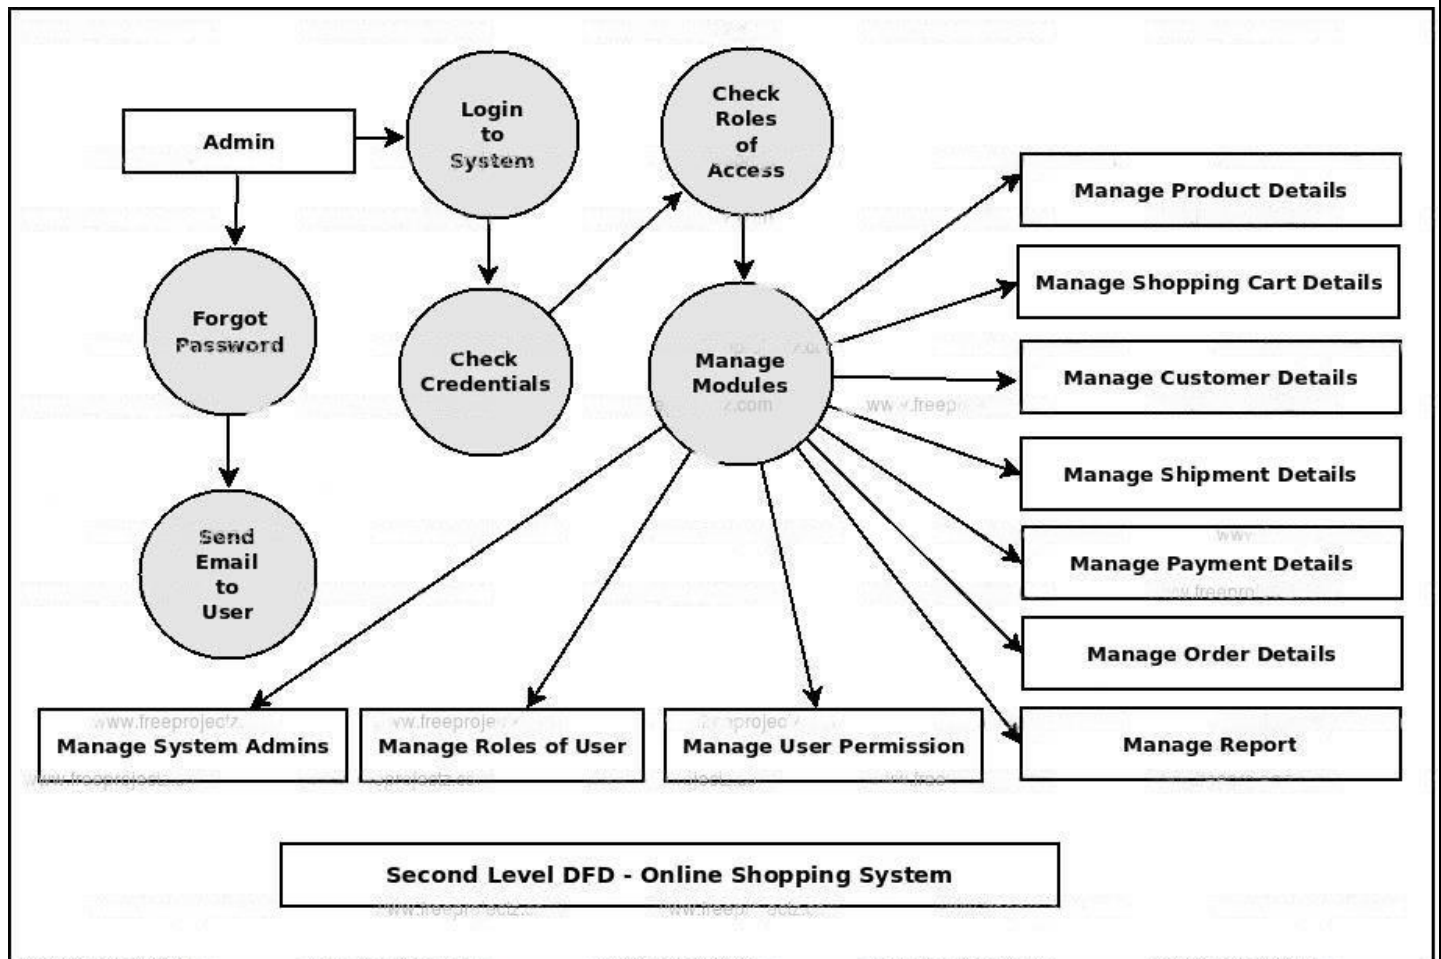 Admin
Login
to
System
Check
Roles
of
Access
Manage Product Details
Manage Shopping Cart Details
Forgot
Password
Check
Credentials
Manage
Modules
Manage Customer Details
Manage Shipment Details
Send
Email
to
User
Manage Payment Details
Manage Order Details
Manage System Admins
Manage Roles of User
Manage User Permission
Manage Report
Second Level DFD - Online Shopping System